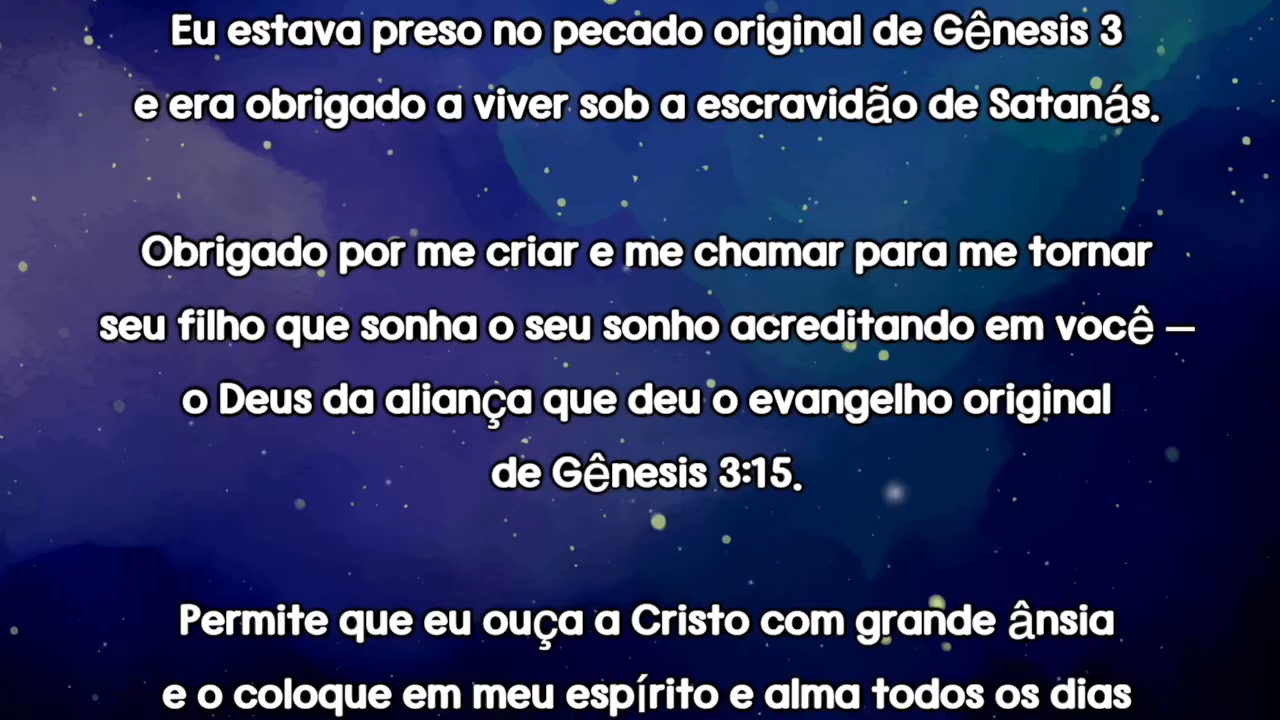 Eu estava preso no pecado original de Gênesis 3
e era obrigado a viver sob a escravidão de Satanás.
Obrigado por me criar e me chamar para me tornar
seu filho que sonha o seu sonho acreditando em você —
o Deus da aliança que deu o evangelho original
de Gênesis 3:15.
Permite que eu ouça a Cristo com grande ânsia
e o coloque em meu espírito e alma todos os dias